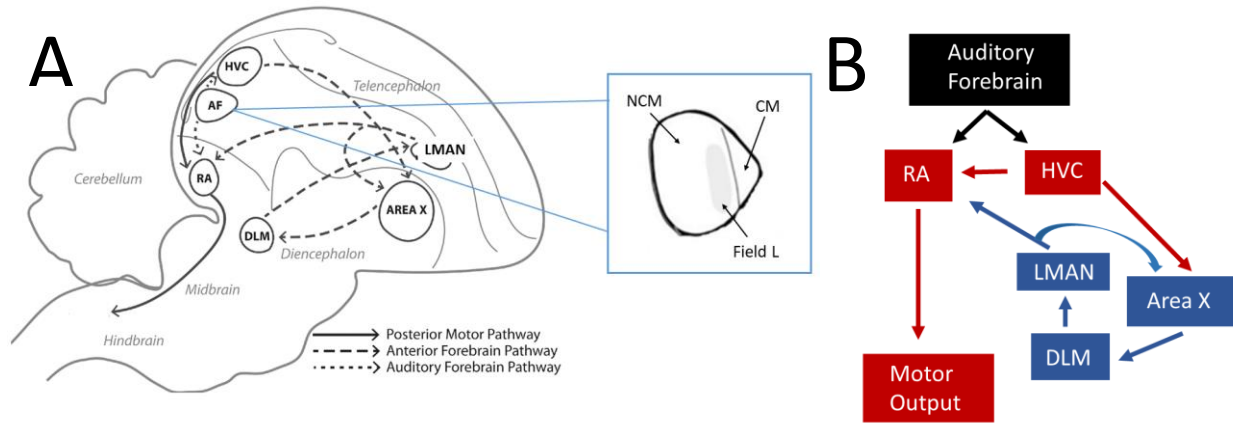 A
HVC
AF
Telencephalon
LMAN
Cerebellum
RA
AREA X
DLM
Diencephalon
Midbrain
Hindbrain
Posterior Motor Pathway
Anterior Forebrain Pathway
Auditory Forebrain Pathway
NCM
CM
Field L
B
Auditory
Forebrain
RA
HVC
LMAN
Area X
DLM
Motor
Output